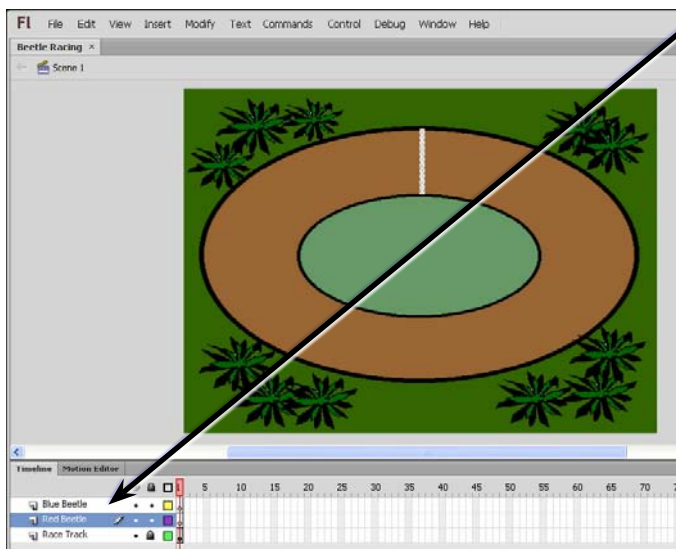 Fl File Edit View Insert Modify Text Commands Control Debug Window Help
Beetle Racing ×
Scene 1
Timeline Motion Editor
1 5 10 15 20 25 30 35 40 45 50 55 60 65 70
Blue Beetle
Red Beetle
Race Track